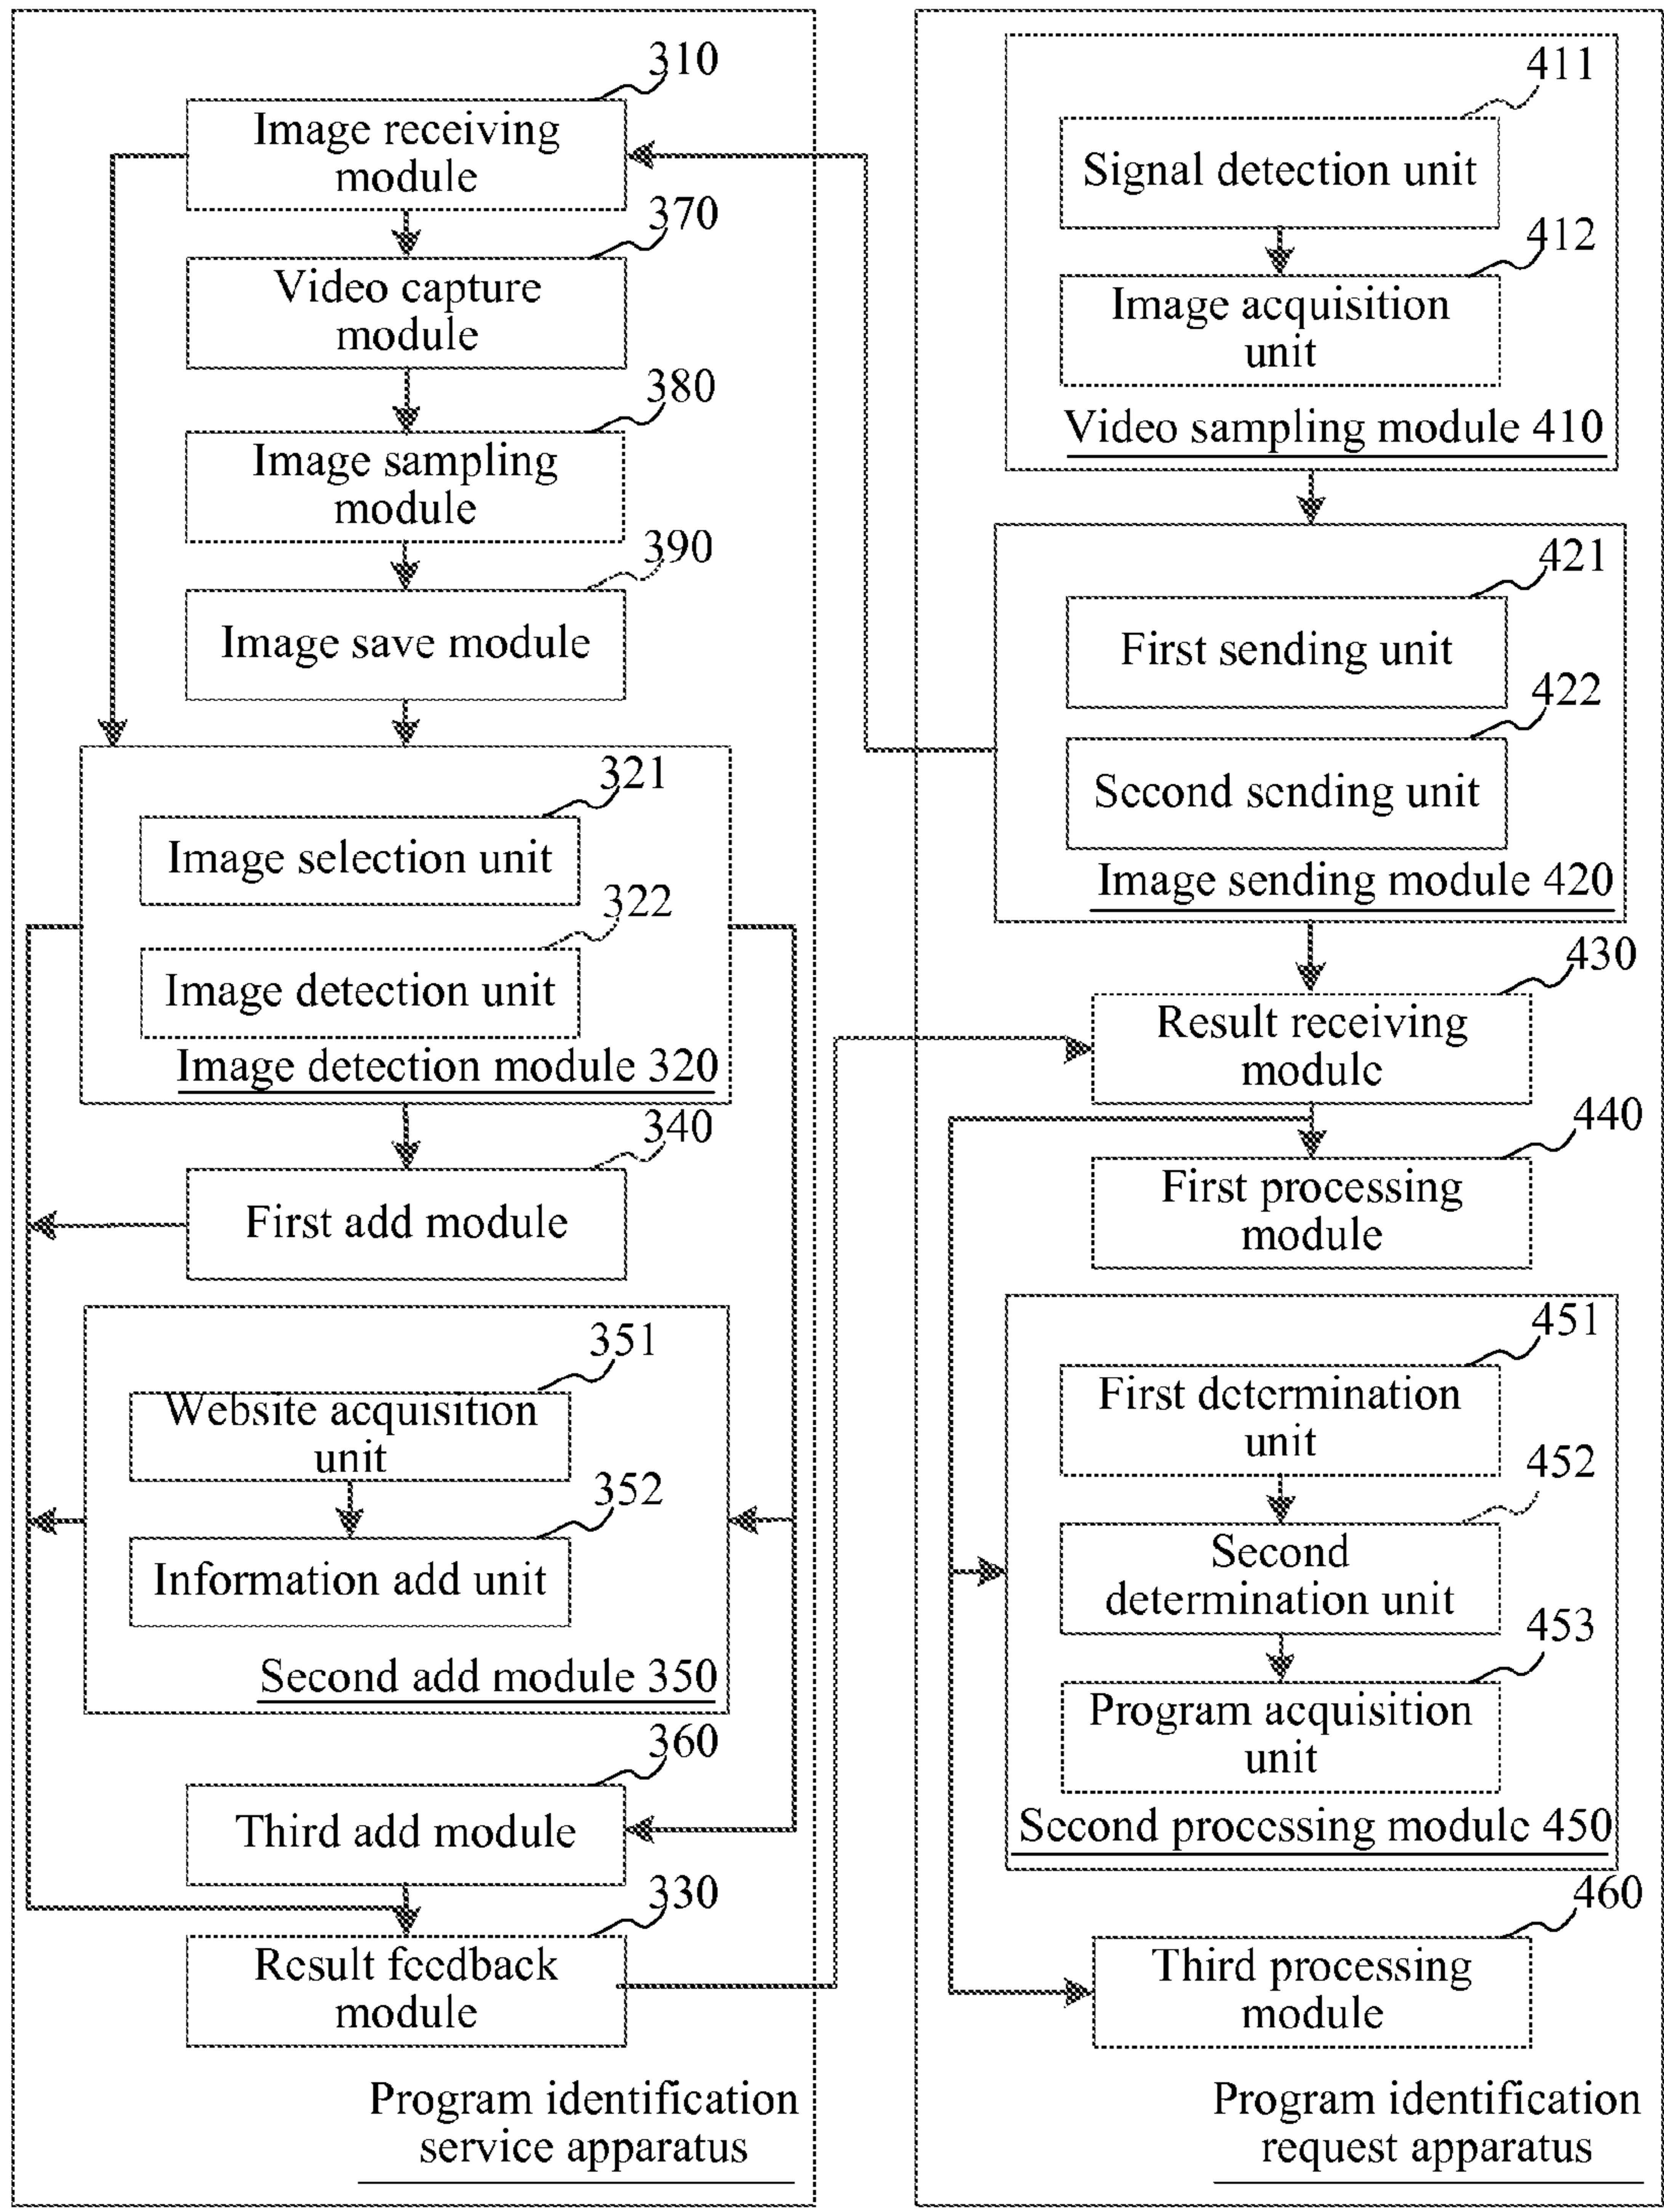 310
Image receiving
module
370
Video capture
module
380
Image sampling
module
390
Image save module
321
Image selection unit
322
Image detection unit
Image detection module 320
340
First add module
351
Website acquisition
unit
352
Information add unit
Second add module 350
360
Third add module
330
Result feedback
module
Program identification
service apparatus
411
Signal detection unit
412
Image acquisition
unit
Video sampling module 410
421
First sending unit
422
Second sending unit
Image sending module 420
430
Result receiving
module
440
First processing
module
451
First determination
unit
452
Second
determination unit
453
Program acquisition
unit
Second processing module 450
460
Third processing
module
Program identification
request apparatus